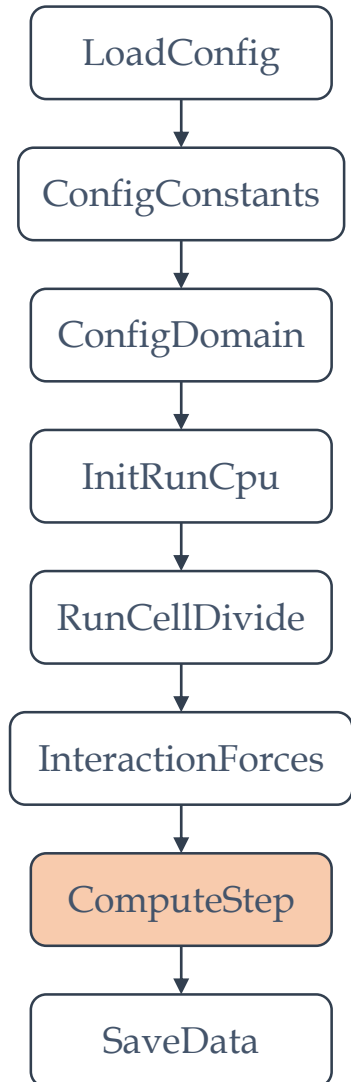 LoadConfig
ConfigConstants
ConfigDomain
InitRunCpu
RunCellDivide
InteractionForces
ComputeStep
SaveData